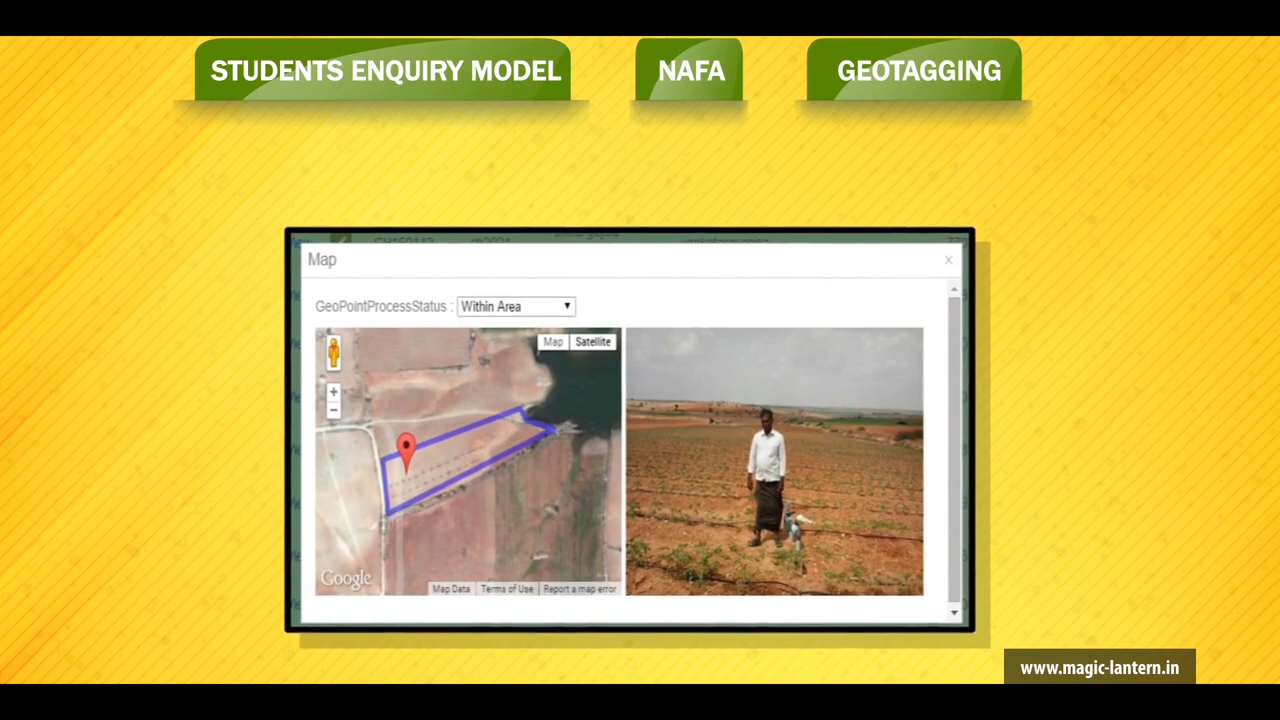 STUDENTS ENQUIRY MODEL
NAFA
GEOTAGGING
Map
GeoPointProcessStatus :
Within Area
Map
Satellite
+
−
Google
Map Data
Terms of Use
Report a map error
www.magic-lantern.in